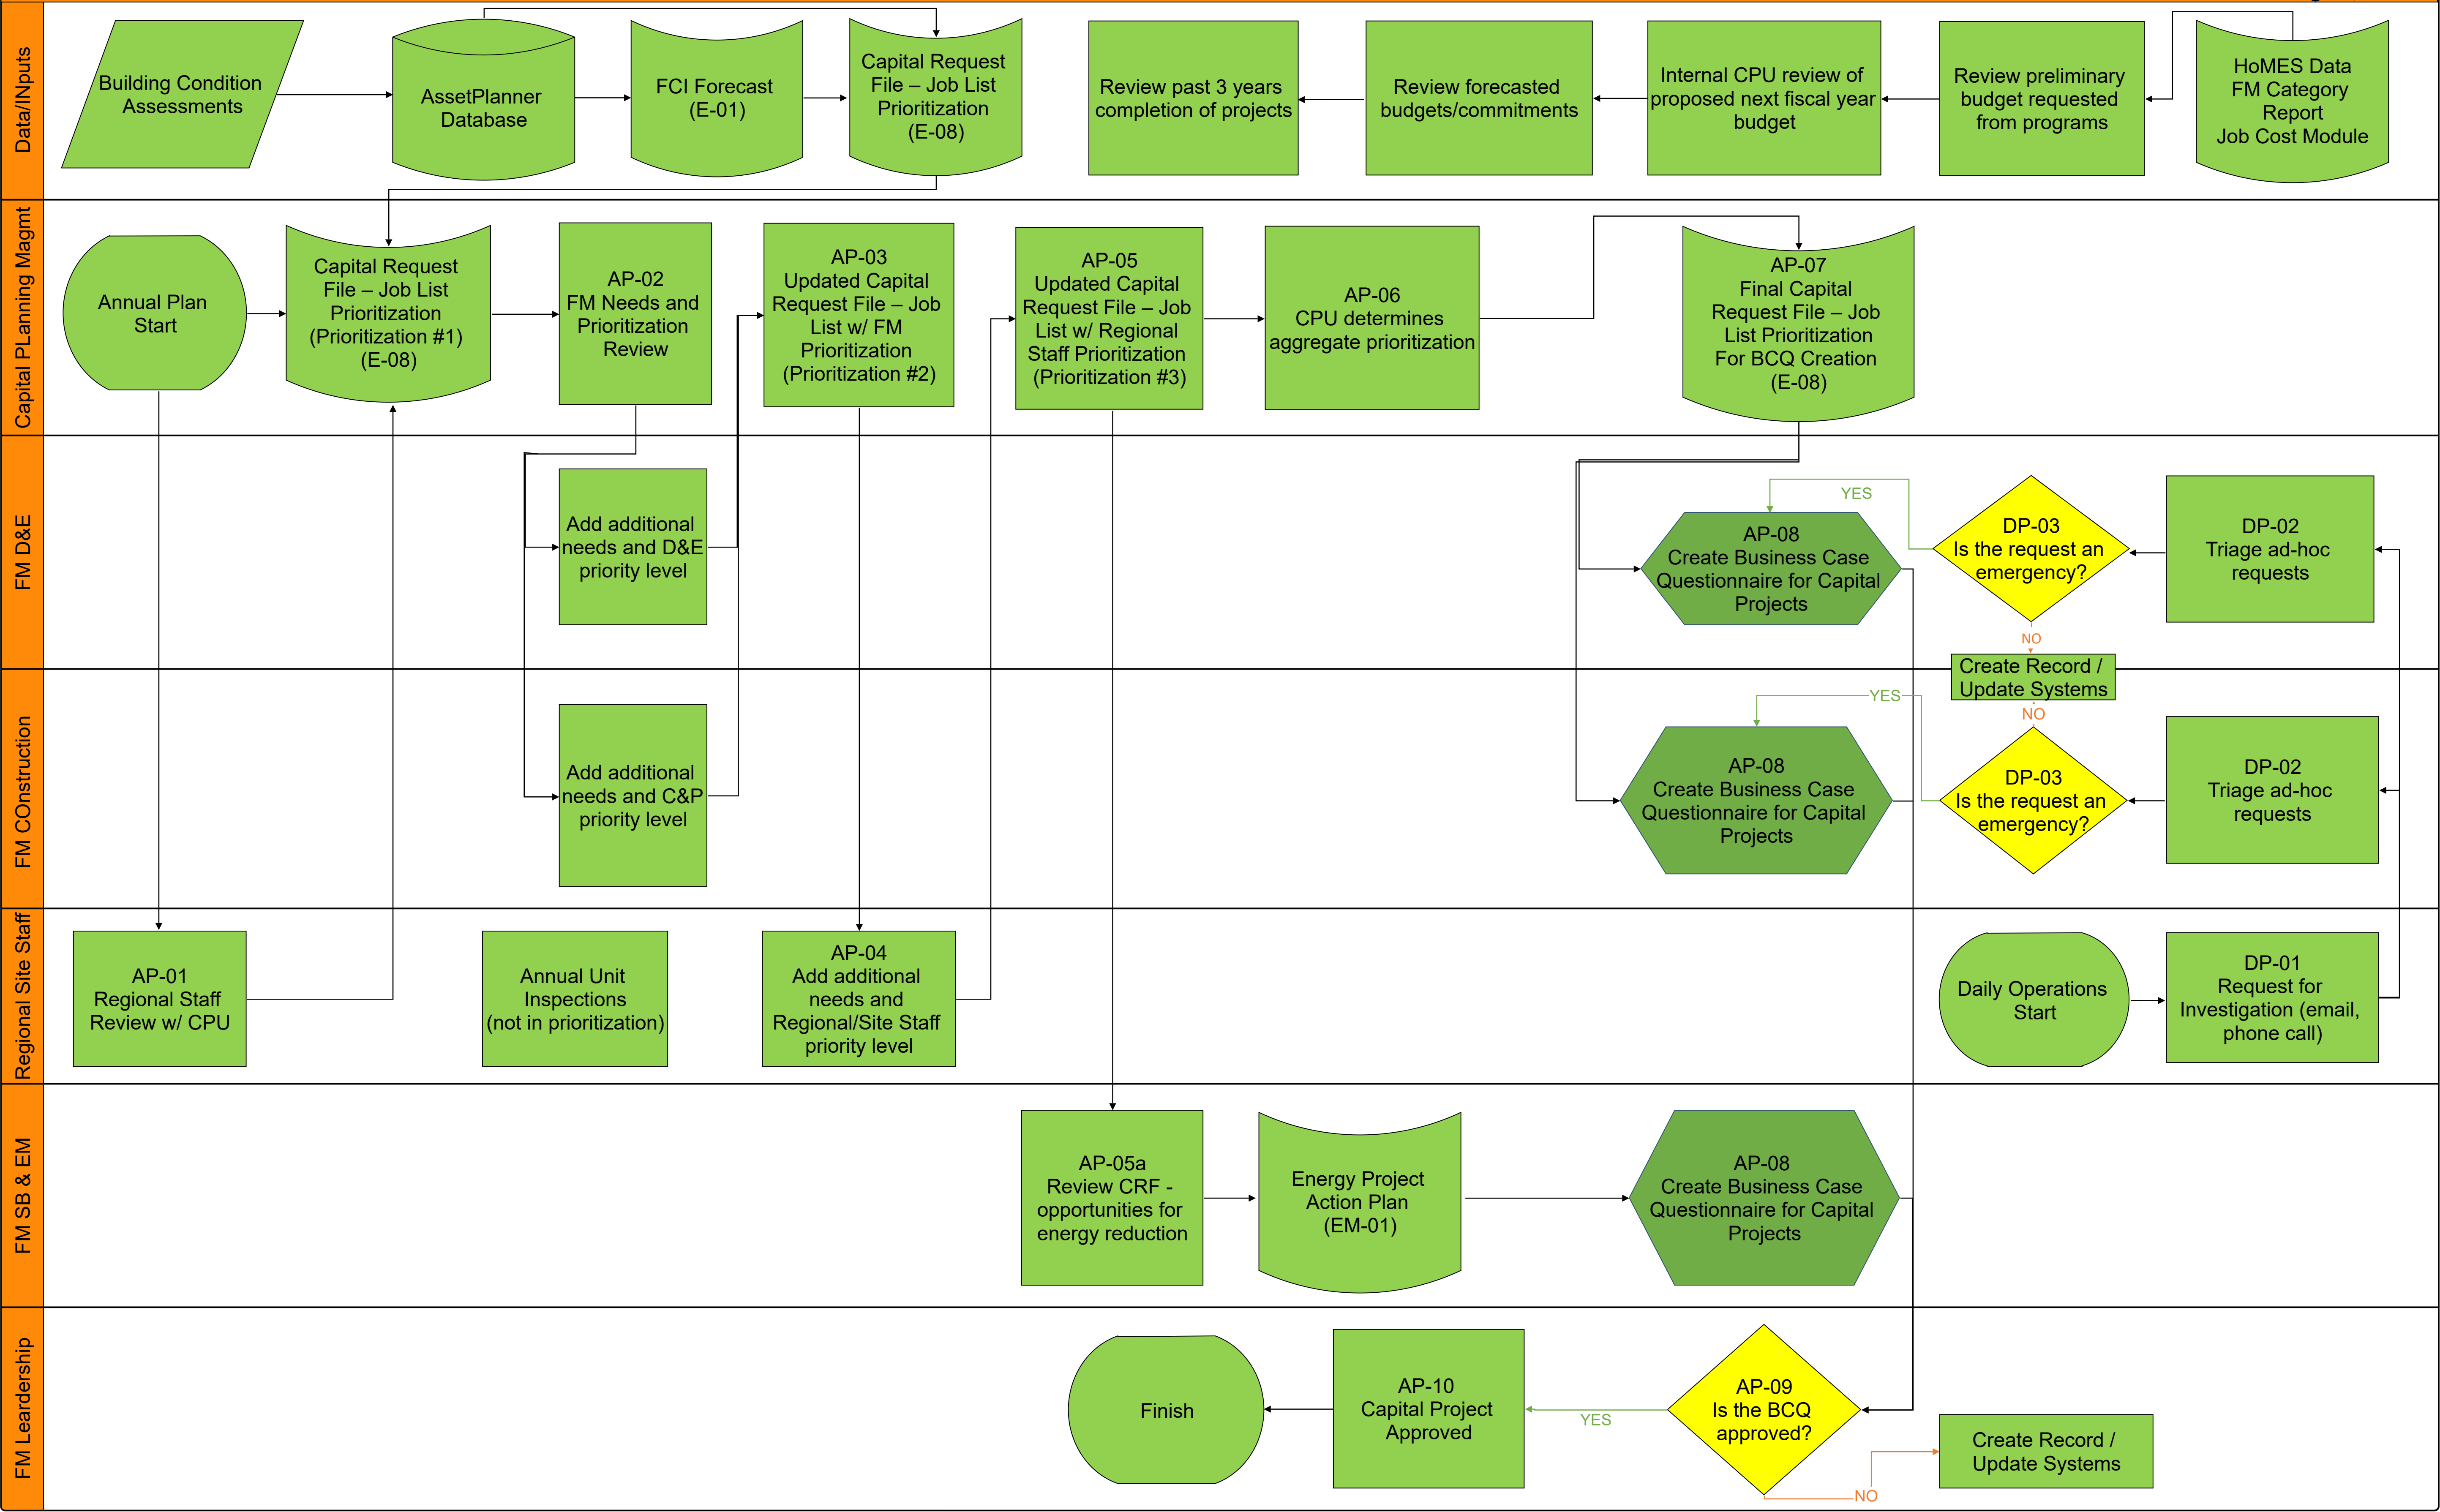 Data/INputs
Building Condition
Assessments
AssetPlanner
Database
FCI Forecast
(E-01)
Capital Request
File – Job List
Prioritization
(E-08)
Review past 3 years
completion of projects
Review forecasted
budgets/commitments
Internal CPU review of
proposed next fiscal year
budget
Review preliminary
budget requested
from programs
HoMES Data
FM Category
Report
Job Cost Module
Capital PLanning Magmt
Annual Plan
Start
Capital Request
File – Job List
Prioritization
(Prioritization #1)
(E-08)
AP-02
FM Needs and
Prioritization
Review
AP-03
Updated Capital
Request File – Job
List w/ FM
Prioritization
(Prioritization #2)
AP-05
Updated Capital
Request File – Job
List w/ Regional
Staff Prioritization
(Prioritization #3)
AP-06
CPU determines
aggregate prioritization
AP-07
Final Capital
Request File – Job
List Prioritization
For BCQ Creation
(E-08)
FM D&E
Add additional
needs and D&E
priority level
AP-08
Create Business Case
Questionnaire for Capital
Projects
YES
DP-03
Is the request an
emergency?
DP-02
Triage ad-hoc
requests
NO
Create Record /
Update Systems
FM COnstruction
Add additional
needs and C&P
priority level
AP-08
Create Business Case
Questionnaire for Capital
Projects
YES
NO
DP-03
Is the request an
emergency?
DP-02
Triage ad-hoc
requests
Regional Site Staff
AP-01
Regional Staff
Review w/ CPU
Annual Unit
Inspections
(not in prioritization)
AP-04
Add additional
needs and
Regional/Site Staff
priority level
Daily Operations
Start
DP-01
Request for
Investigation (email,
phone call)
FM SB & EM
AP-05a
Review CRF -
opportunities for
energy reduction
Energy Project
Action Plan
(EM-01)
AP-08
Create Business Case
Questionnaire for Capital
Projects
FM Leardership
Finish
AP-10
Capital Project
Approved
YES
AP-09
Is the BCQ
approved?
NO
Create Record /
Update Systems